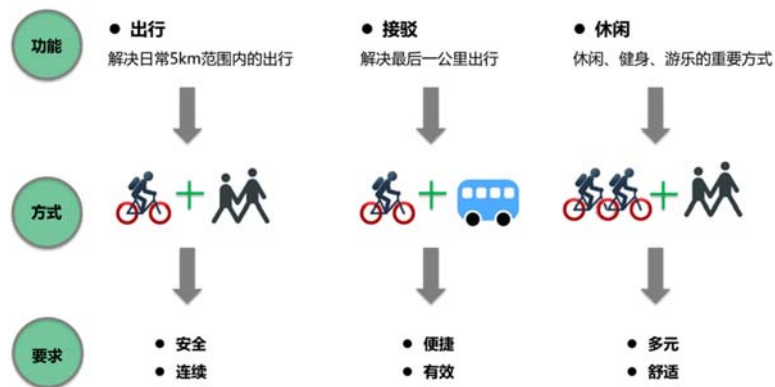 功能
● 出行
解决日常5km范围内的出行
● 接驳
解决最后一公里出行
● 休闲
休闲、健身、游乐的重要方式
方式
要求
● 安全
● 连续
● 便捷
● 有效
● 多元
● 舒适